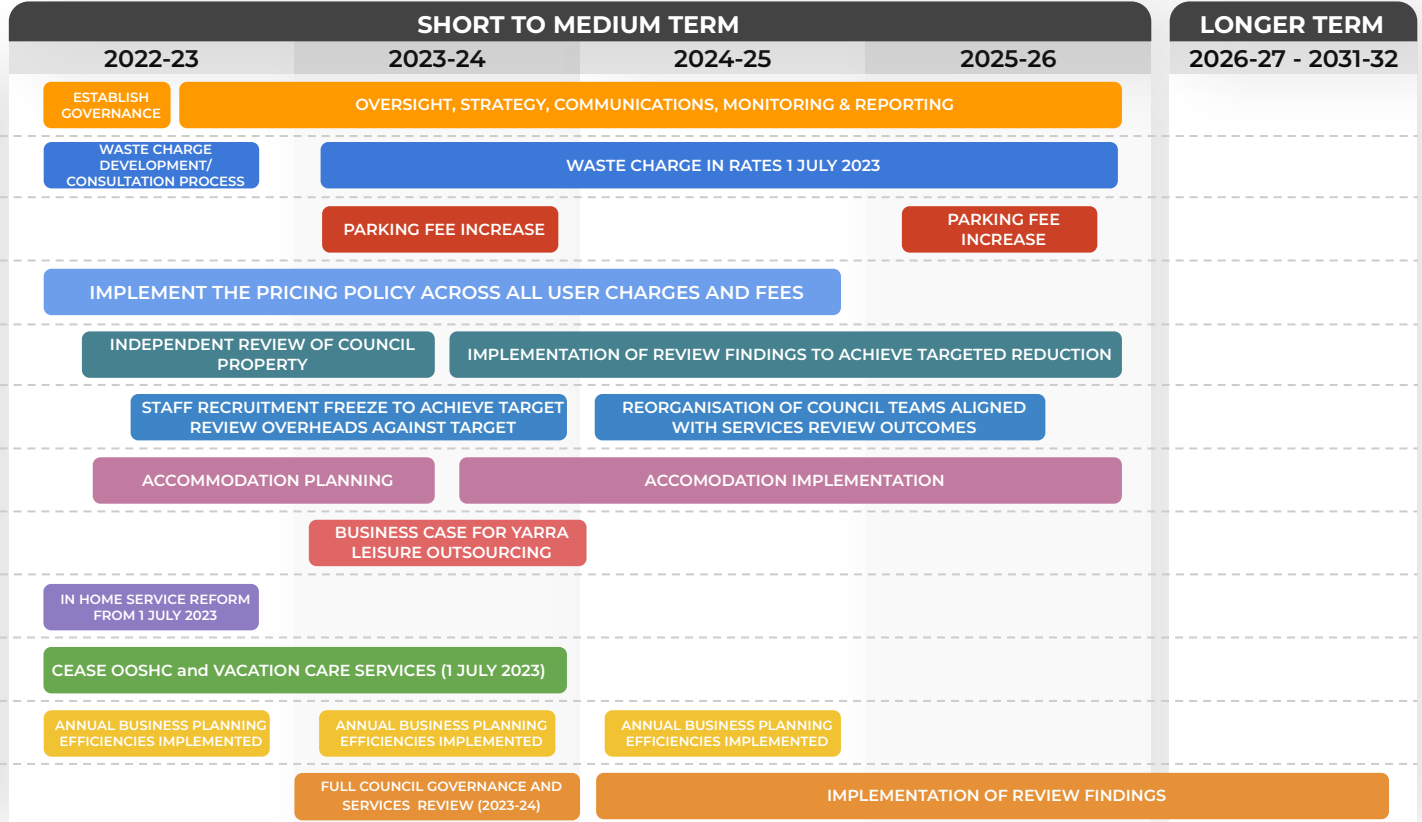 SHORT TO MEDIUM TERM
LONGER TERM
2022-23
2023-24
2024-25
2025-26
2026-27 - 2031-32
ESTABLISH
GOVERNANCE
OVERSIGHT, STRATEGY, COMMUNICATIONS, MONITORING & REPORTING
WASTE CHARGE
DEVELOPMENT/
CONSULTATION PROCESS
WASTE CHARGE IN RATES 1 JULY 2023
PARKING FEE INCREASE
PARKING FEE
INCREASE
IMPLEMENT THE PRICING POLICY ACROSS ALL USER CHARGES AND FEES
INDEPENDENT REVIEW OF COUNCIL
PROPERTY
IMPLEMENTATION OF REVIEW FINDINGS TO ACHIEVE TARGETED REDUCTION
STAFF RECRUITMENT FREEZE TO ACHIEVE TARGET
REVIEW OVERHEADS AGAINST TARGET
REORGANISATION OF COUNCIL TEAMS ALIGNED
WITH SERVICES REVIEW OUTCOMES
ACCOMMODATION PLANNING
ACCOMODATION IMPLEMENTATION
BUSINESS CASE FOR YARRA
LEISURE OUTSOURCING
IN HOME SERVICE REFORM
FROM 1 JULY 2023
CEASE OOSHC and VACATION CARE SERVICES (1 JULY 2023)
ANNUAL BUSINESS PLANNING
EFFICIENCIES IMPLEMENTED
ANNUAL BUSINESS PLANNING
EFFICIENCIES IMPLEMENTED
ANNUAL BUSINESS PLANNING
EFFICIENCIES IMPLEMENTED
FULL COUNCIL GOVERNANCE AND
SERVICES REVIEW (2023-24)
IMPLEMENTATION OF REVIEW FINDINGS